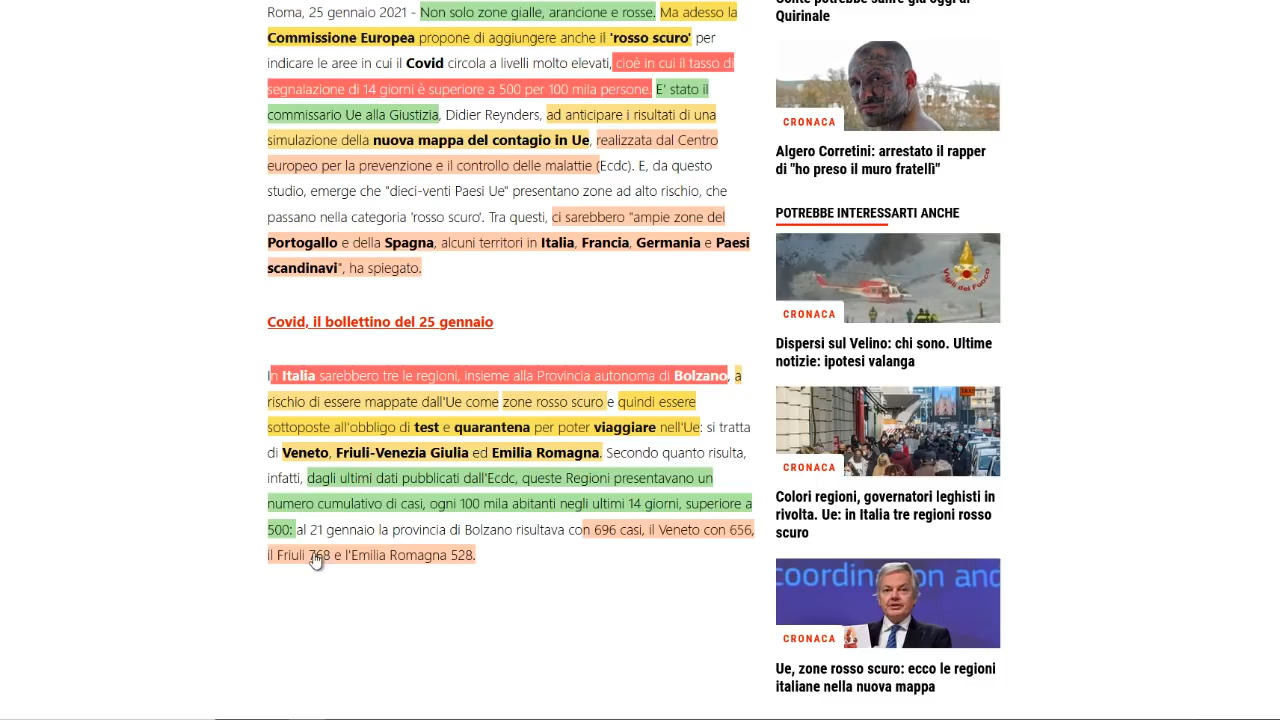 Roma, 25 gennaio 2021 - Non solo zone gialle, arancione e rosse. Ma adesso la
Commissione Europea propone di aggiungere anche il 'rosso scuro' per
indicare le aree in cui il Covid circola a livelli molto elevati, cioè in cui il tasso di
segnalazione di 14 giorni è superiore a 500 per 100 mila persone. E' stato il
commissario Ue alla Giustizia, Didier Reynders, ad anticipare i risultati di una
simulazione della nuova mappa del contagio in Ue, realizzata dal Centro
europeo per la prevenzione e il controllo delle malattie (Ecdc). E, da questo
studio, emerge che "dieci-venti Paesi Ue" presentano zone ad alto rischio, che
passano nella categoria 'rosso scuro'. Tra questi, ci sarebbero "ampie zone del
Portogallo e della Spagna, alcuni territori in Italia, Francia, Germania e Paesi
scandinavi", ha spiegato.
Covid, il bollettino del 25 gennaio
In Italia sarebbero tre le regioni, insieme alla Provincia autonoma di Bolzano, a
rischio di essere mappate dall'Ue come zone rosso scuro e quindi essere
sottoposte all'obbligo di test e quarantena per poter viaggiare nell'Ue: si tratta
di Veneto, Friuli-Venezia Giulia ed Emilia Romagna. Secondo quanto risulta,
infatti, dagli ultimi dati pubblicati dall'Ecdc, queste Regioni presentavano un
numero cumulativo di casi, ogni 100 mila abitanti negli ultimi 14 giorni, superiore a
500: al 21 gennaio la provincia di Bolzano risultava con 696 casi, il Veneto con 656,
il Friuli 768 e l'Emilia Romagna 528.
Conte potrebbe salire già oggi al
Quirinale
CRONACA
Algero Corretini: arrestato il rapper
di "ho preso il muro fratellì"
POTREBBE INTERESSARTI ANCHE
Vigili del Fuoco
CRONACA
Dispersi sul Velino: chi sono. Ultime
notizie: ipotesi valanga
CRONACA
Colori regioni, governatori leghisti in
rivolta. Ue: in Italia tre regioni rosso
scuro
coordin on and
CRONACA
Ue, zone rosso scuro: ecco le regioni
italiane nella nuova mappa